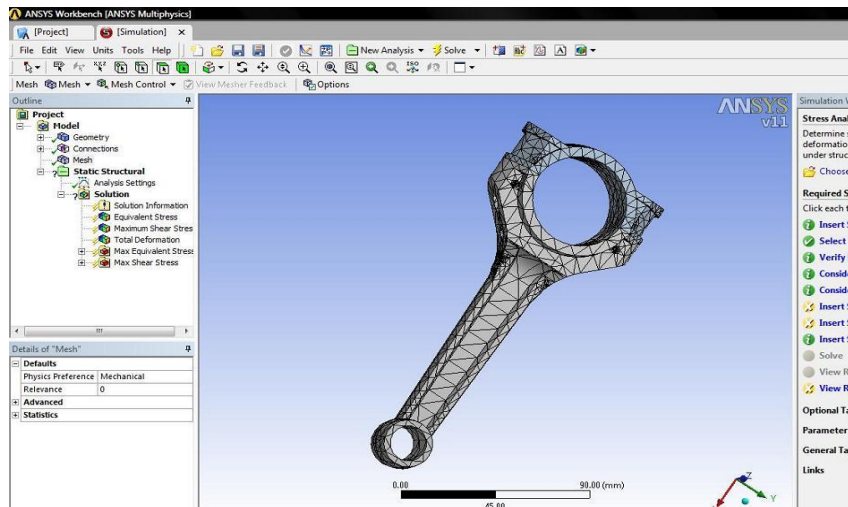 ANSYS Workbench [ANSYS Multiphysics]
[Project] [Simulation] ×
File Edit View Units Tools Help New Analysis Solve
Mesh Mesh Mesh Control View Mesher Feedback Options
Outline
Project
Model
Geometry
Connections
Mesh
Static Structural
Analysis Settings
Solution
Solution Information
Equivalent Stress
Maximum Shear Stres
Total Deformation
Max Equivalent Stress
Max Shear Stress
Details of "Mesh"
Defaults
Physics Preference Mechanical
Relevance 0
Advanced
Statistics
ANSYS
v11
0.00 90.00 (mm)
45.00
Z
Y
Simulation W
Stress Anal
Determine s
deformation
under struc
Choose
Required S
Click each t
Insert S
Select
Verify
Conside
Conside
Insert S
Insert S
Insert S
Solve
View R
View R
Optional Ta
Parameter
General Ta
Links